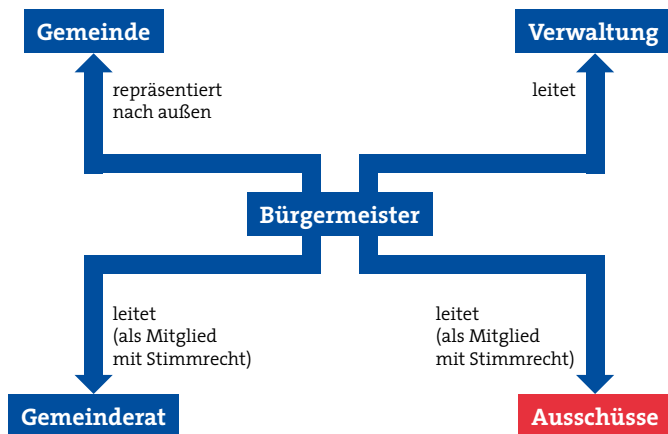 Gemeinde
Verwaltung
repräsentiert
nach außen
leitet
Bürgermeister
leitet
(als Mitglied
mit Stimmrecht)
leitet
(als Mitglied
mit Stimmrecht)
Gemeinderat
Ausschüsse